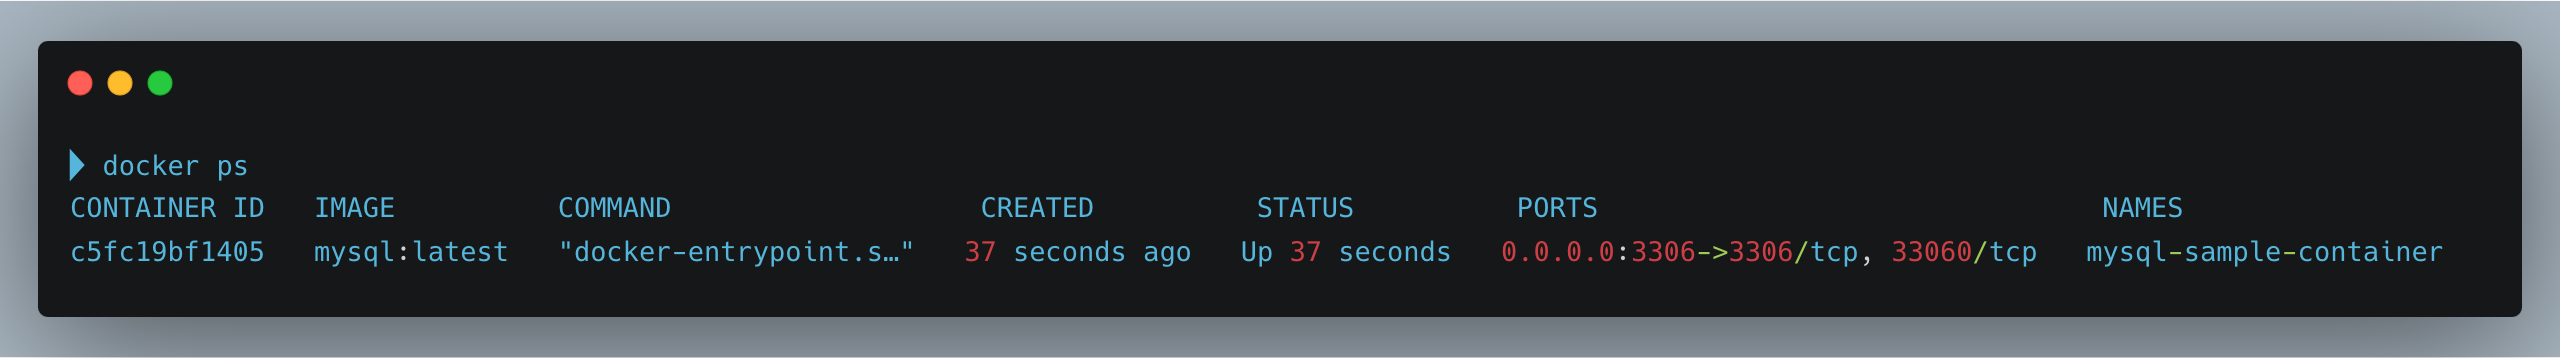 docker ps
CONTAINER ID   IMAGE          COMMAND                   CREATED          STATUS          PORTS                               NAMES
c5fc19bf1405   mysql:latest   "docker-entrypoint.s…"   37 seconds ago   Up 37 seconds   0.0.0.0:3306->3306/tcp, 33060/tcp   mysql-sample-container